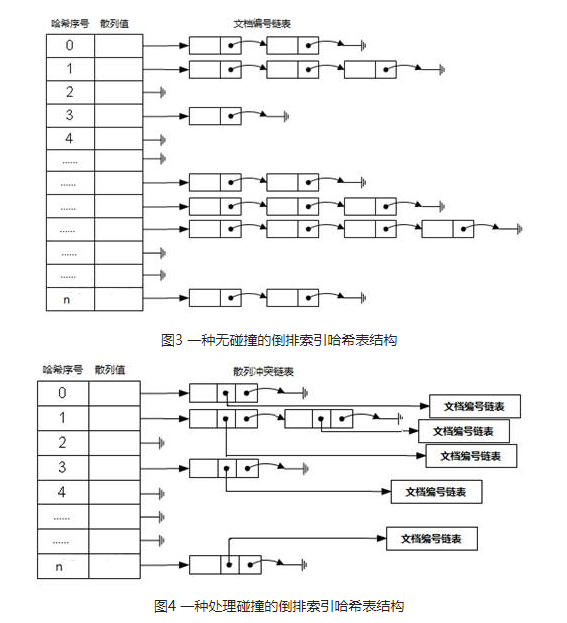 哈希序号 散列值 文档编号链表
0
1
2
3
4
......
......
......
......
......
n
图3 一种无碰撞的倒排索引哈希表结构
哈希序号 散列值 散列冲突链表
0
文档编号链表
1
文档编号链表
2
文档编号链表
3
4
文档编号链表
......
......
文档编号链表
n
图4 一种处理碰撞的倒排索引哈希表结构